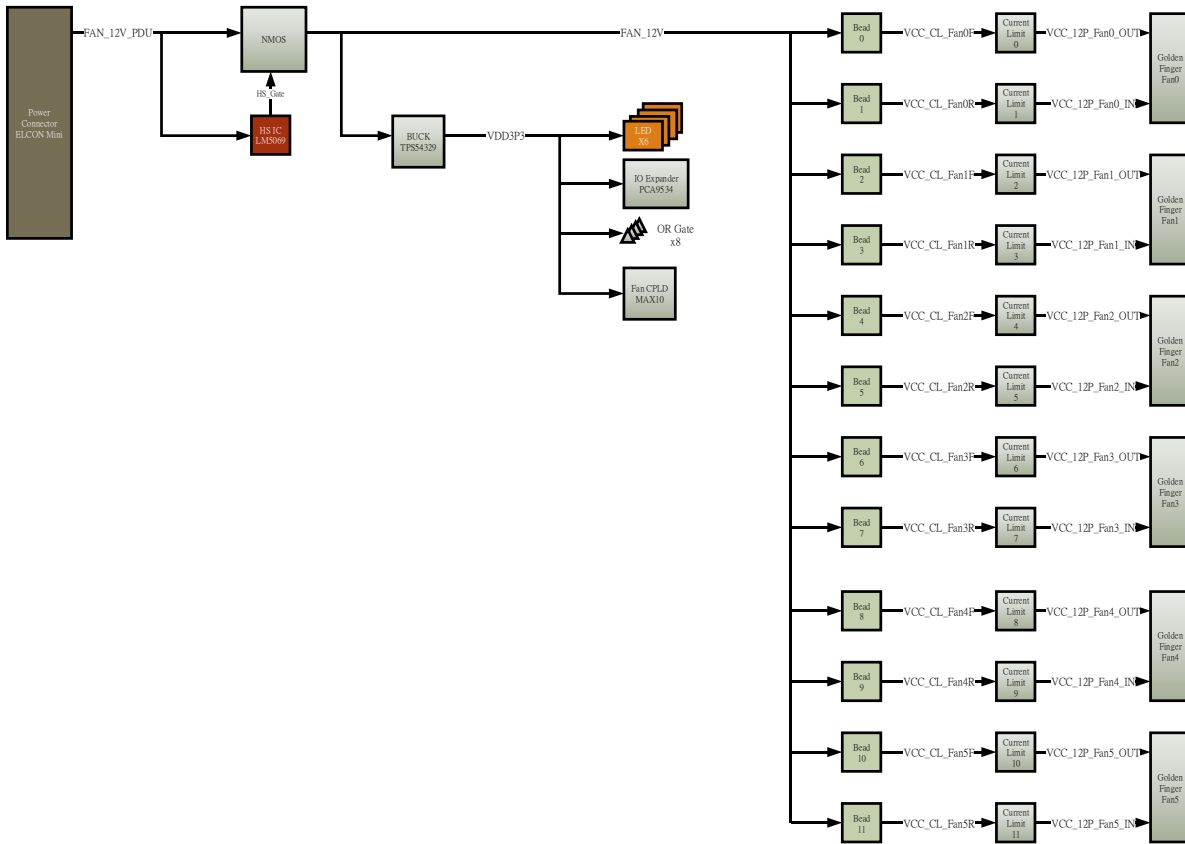 Power
Connector
ELCON Mini
FAN_12V_PDU
NMOS
HS_Gate
HS IC
LM5069
FAN_12V
BUCK
TPS54329
VDD3P3
LED
X6
IO Expander
PCA9534
OR Gate
x8
Fan CPLD
MAX10
Bead
0
VCC_CL_Fan0F
Current
Limit
0
VCC_12P_Fan0_OUT
Bead
1
VCC_CL_Fan0R
Current
Limit
1
VCC_12P_Fan0_IN
Golden
Finger
Fan0
Bead
2
VCC_CL_Fan1F
Current
Limit
2
VCC_12P_Fan1_OUT
Bead
3
VCC_CL_Fan1R
Current
Limit
3
VCC_12P_Fan1_IN
Golden
Finger
Fan1
Bead
4
VCC_CL_Fan2F
Current
Limit
4
VCC_12P_Fan2_OUT
Bead
5
VCC_CL_Fan2R
Current
Limit
5
VCC_12P_Fan2_IN
Golden
Finger
Fan2
Bead
6
VCC_CL_Fan3F
Current
Limit
6
VCC_12P_Fan3_OUT
Bead
7
VCC_CL_Fan3R
Current
Limit
7
VCC_12P_Fan3_IN
Golden
Finger
Fan3
Bead
8
VCC_CL_Fan4F
Current
Limit
8
VCC_12P_Fan4_OUT
Bead
9
VCC_CL_Fan4R
Current
Limit
9
VCC_12P_Fan4_IN
Golden
Finger
Fan4
Bead
10
VCC_CL_Fan5F
Current
Limit
10
VCC_12P_Fan5_OUT
Bead
11
VCC_CL_Fan5R
Current
Limit
11
VCC_12P_Fan5_IN
Golden
Finger
Fan5